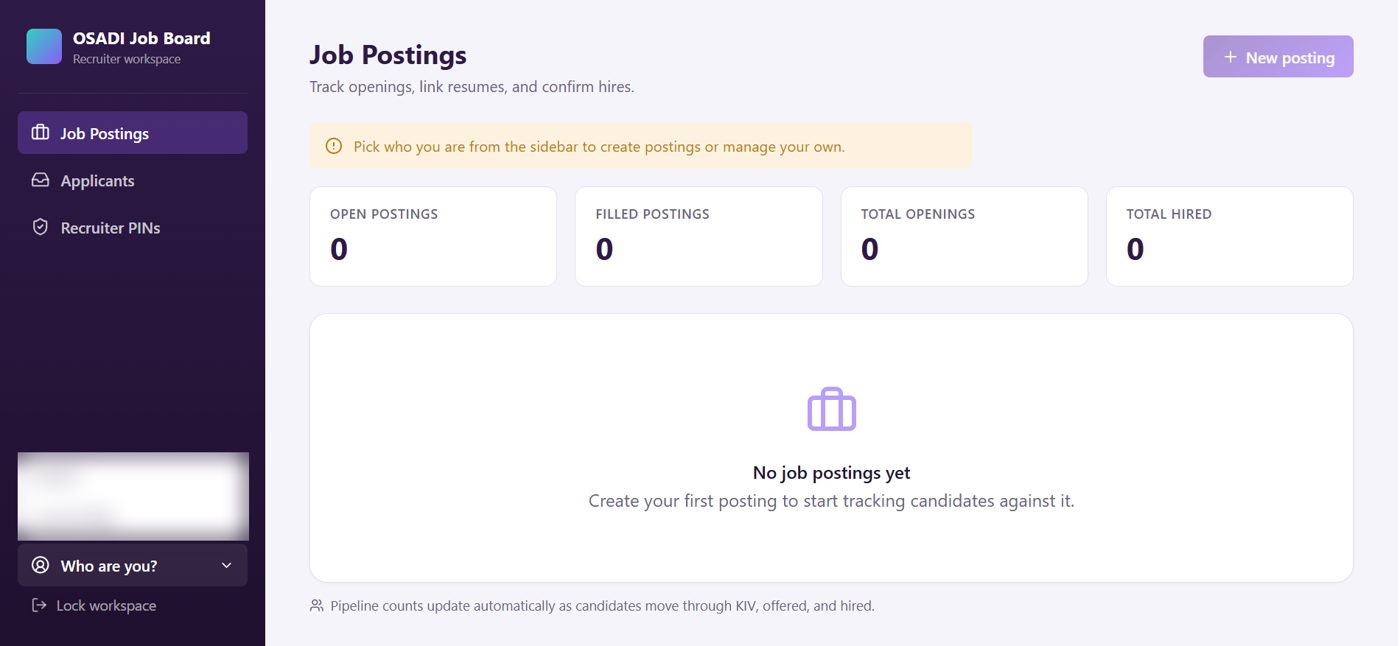 OSADI Job Board
Recruiter workspace
Job Postings
Applicants
Recruiter PINs
Who are you?
Lock workspace
Job Postings
Track openings, link resumes, and confirm hires.
New posting
Pick who you are from the sidebar to create postings or manage your own.
OPEN POSTINGS
0
FILLED POSTINGS
0
TOTAL OPENINGS
0
TOTAL HIRED
0
No job postings yet
Create your first posting to start tracking candidates against it.
Pipeline counts update automatically as candidates move through KIV, offered, and hired.